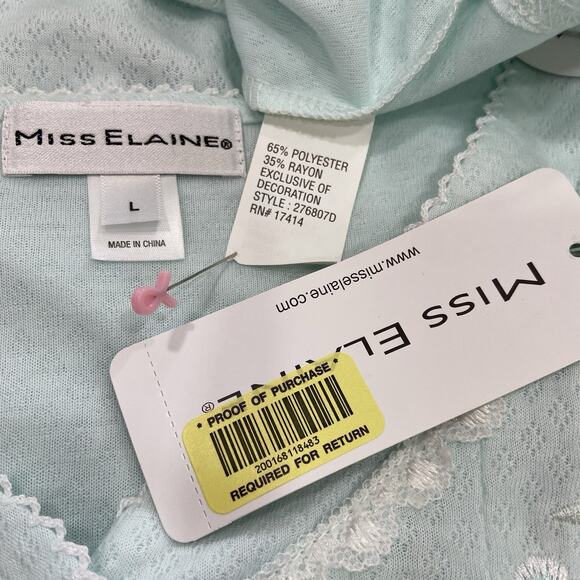 MISS ELAINE®
L
MADE IN CHINA
65% POLYESTER
35% RAYON
EXCLUSIVE OF
DECORATION
STYLE : 276807D
RN# 17414
www.misselaine.com
MISS ELAINE®
* PROOF OF PURCHASE *
200168118483
REQUIRED FOR RETURN